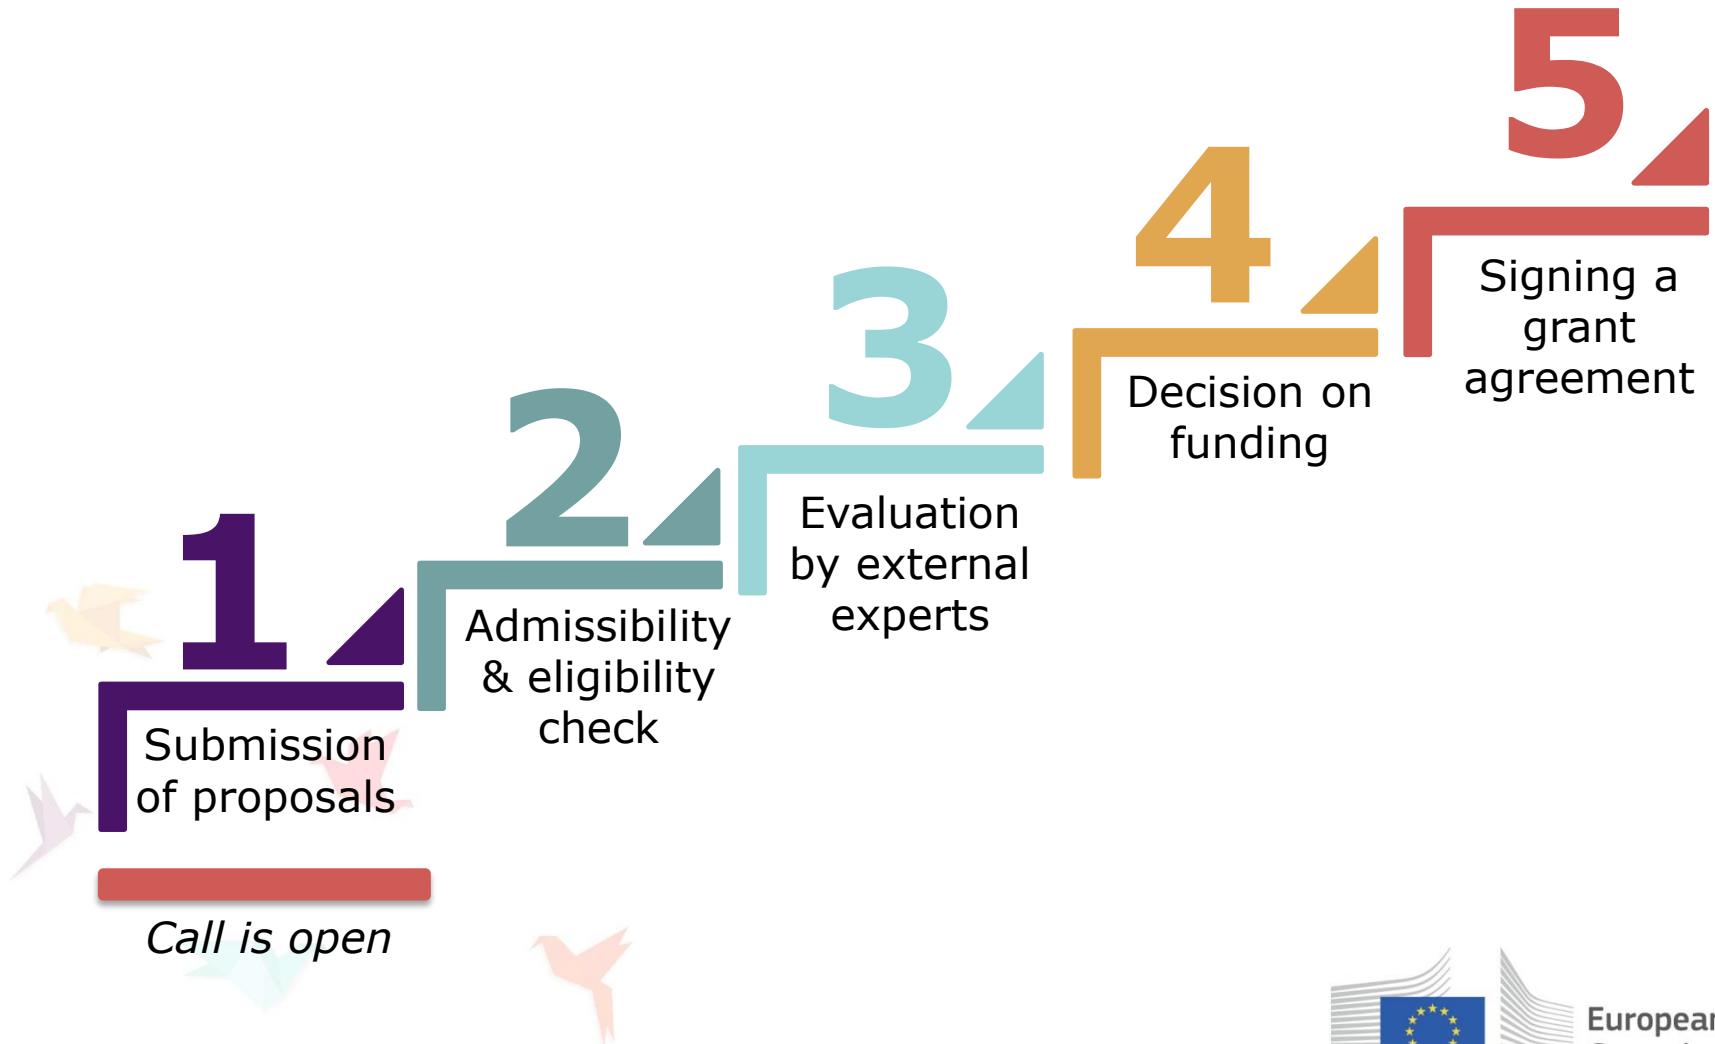 1
Submission
of proposals
Call is open
2
Admissibility
& eligibility
check
3
Evaluation
by external
experts
4
Decision on
funding
5
Signing a
grant
agreement